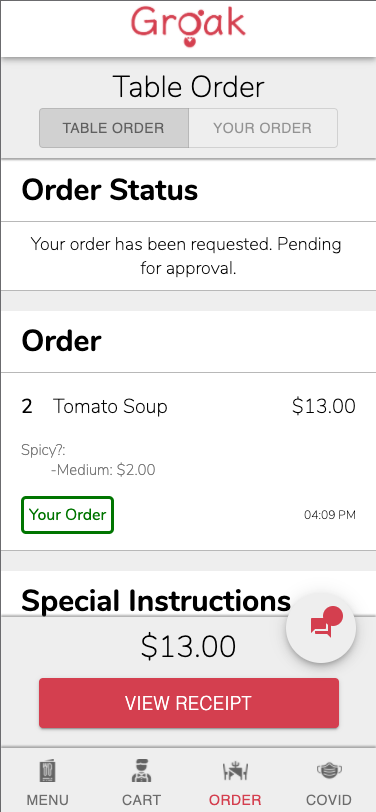 Groak
Table Order
TABLE ORDER
YOUR ORDER
Order Status
Your order has been requested. Pending
for approval.
Order
2 Tomato Soup $13.00
Spicy?:
-Medium: $2.00
Your Order 04:09 PM
Special Instructions
$13.00
VIEW RECEIPT
MENU CART ORDER COVID